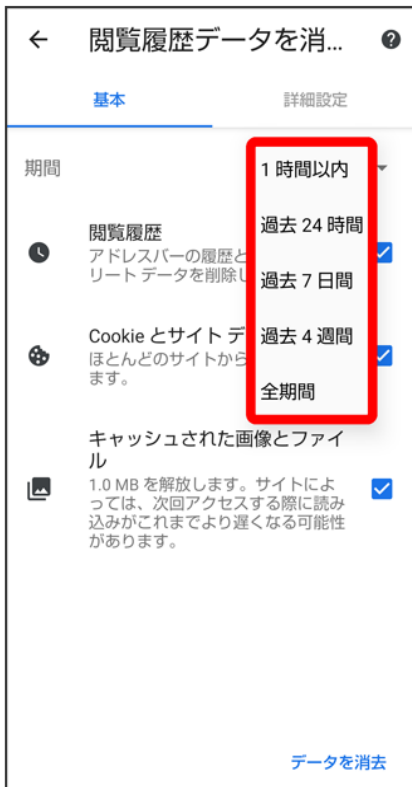 閲覧履歴データを消...
基本
詳細設定
期間
1 時間以内
過去 24 時間
過去 7 日間
過去 4 週間
全期間
閲覧履歴
アドレスバーの履歴と
リート データを削除し
Cookie とサイト デ
ほとんどのサイトから
ます。
キャッシュされた画像とファイ
ル
1.0 MB を解放します。サイトによ
っては、次回アクセスする際に読み
込みがこれまでより遅くなる可能性
があります。
データを消去